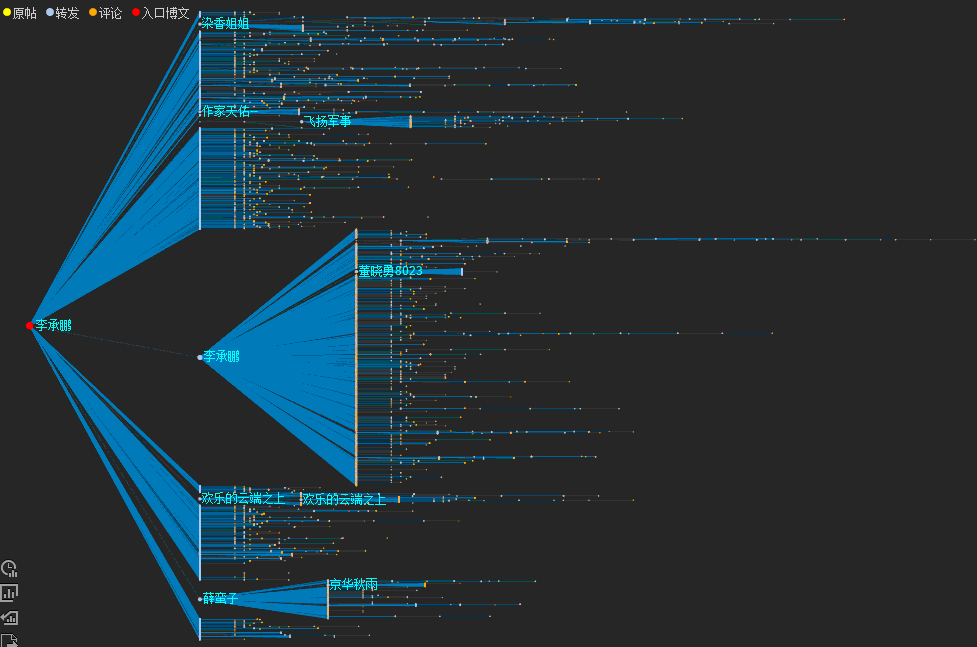 原帖 转发 评论 入口博文
染香姐姐
作家天佑
飞扬军事
董晓勇8023
李承鹏
李承鹏
欢乐的云端之上 欢乐的云端之上
京华秋雨
薛蛮子